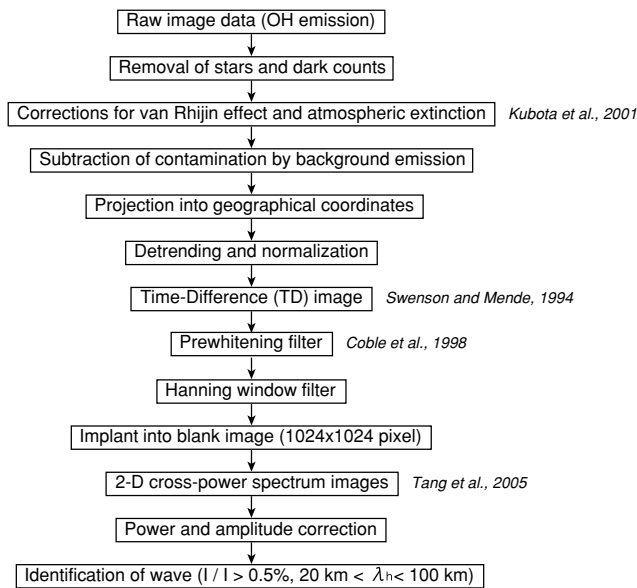 Raw image data (OH emission)
Removal of stars and dark counts
Corrections for van Rhijin effect and atmospheric extinction Kubota et al., 2001
Subtraction of contamination by background emission
Projection into geographical coordinates
Detrending and normalization
Time-Difference (TD) image Swenson and Mende, 1994
Prewhitening filter Coble et al., 1998
Hanning window filter
Implant into blank image (1024x1024 pixel)
2-D cross-power spectrum images Tang et al., 2005
Power and amplitude correction
Identification of wave (I / I > 0.5%, 20 km < λh< 100 km)